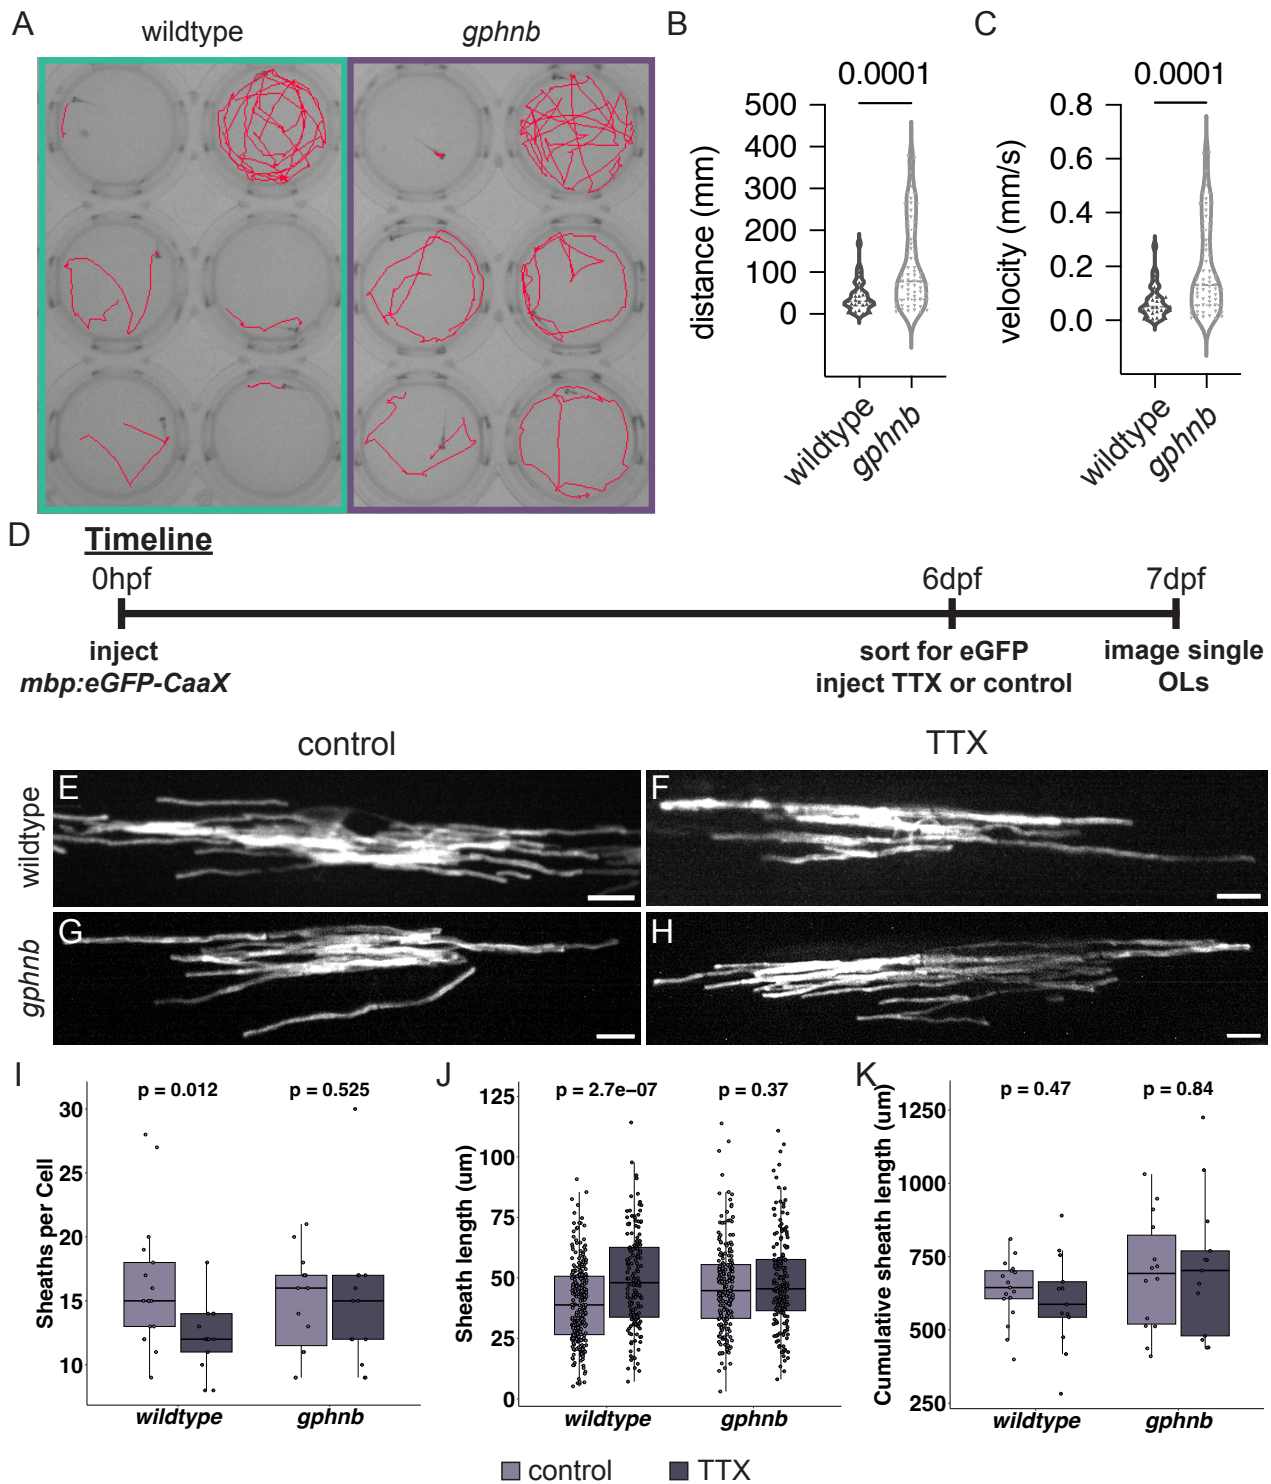 A
wildtype
gphnb
B
0.0001
500
400
300
200
100
0
distance (mm)
wildtype
gphnb
C
0.0001
0.8
0.6
0.4
0.2
0.0
velocity (mm/s)
wildtype
gphnb
D
Timeline
0hpf
6dpf
7dpf
inject
mbp:eGFP-CaaX
sort for eGFP
inject TTX or control
image single
OLs
control
TTX
wildtype
E
F
gphnb
G
H
I
p = 0.012
p = 0.525
30
25
20
15
10
Sheaths per Cell
wildtype
gphnb
J
p = 2.7e−07
p = 0.37
125
100
75
50
25
0
Sheath length (um)
wildtype
gphnb
K
p = 0.47
p = 0.84
1250
1000
750
500
250
Cumulative sheath length (um)
wildtype
gphnb
control
TTX